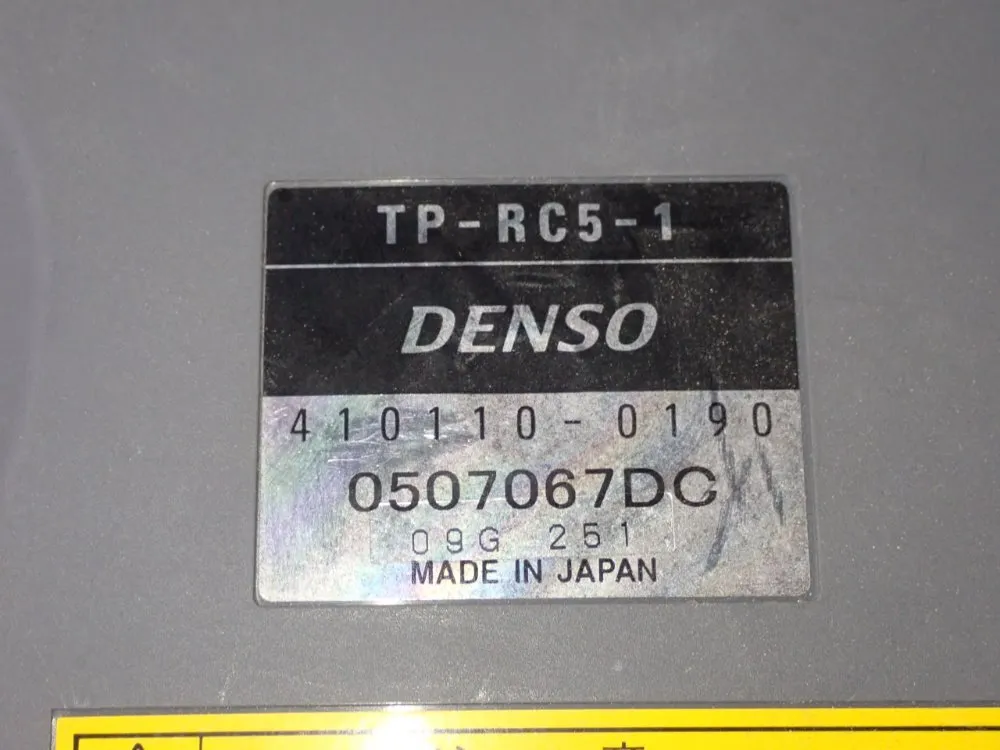 TP-RC5-1
DENSO
410110-0190
0507067DC
09G 251
MADE IN JAPAN